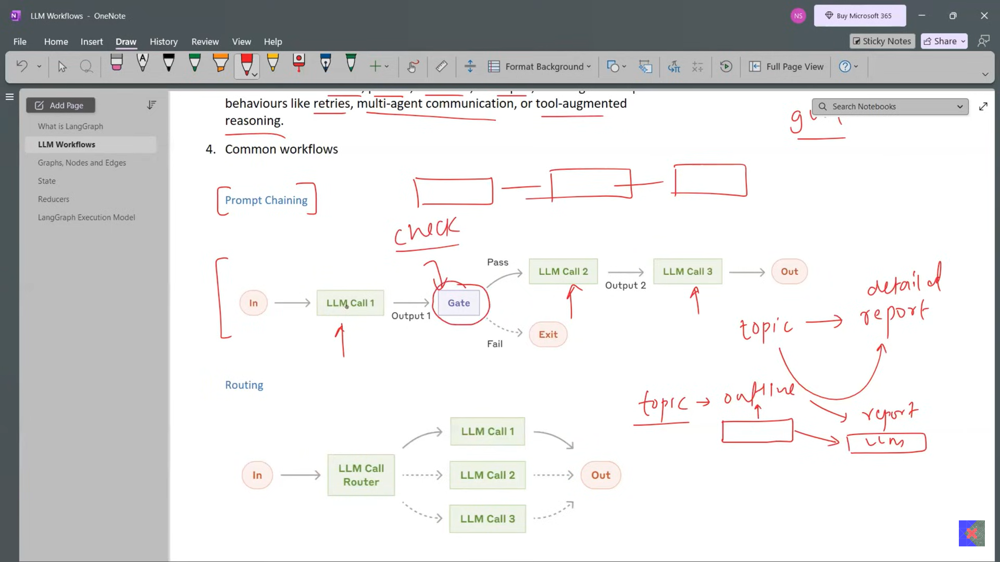 LLM Workflows - OneNote
NS
Buy Microsoft 365
File Home Insert Draw History Review View Help
Sticky Notes
Share
Format Background
Full Page View
Add Page
Search Notebooks
What is LangGraph
LLM Workflows
Graphs, Nodes and Edges
State
Reducers
LangGraph Execution Model
behaviours like retries, multi-agent communication, or tool-augmented
reasoning.
4. Common workflows
Prompt Chaining
check
In
LLM Call 1
Output 1
Gate
Pass
Fail
LLM Call 2
Output 2
LLM Call 3
Out
Exit
topic → detailed
report
topic → outline
report
LLM
Routing
In
LLM Call
Router
LLM Call 1
LLM Call 2
LLM Call 3
Out